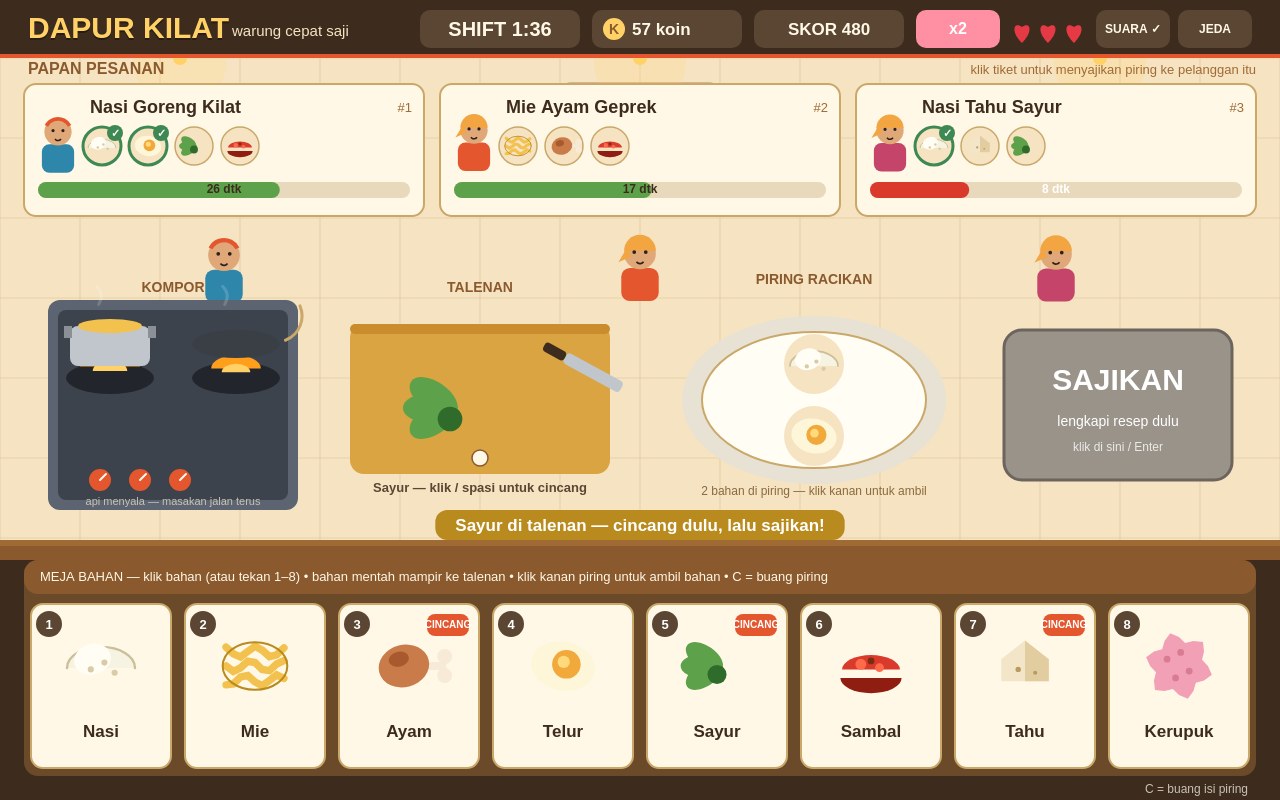 DAPUR KILAT warung cepat saji
SHIFT 1:36
K 57 koin
SKOR 480
x2
SUARA ✓
JEDA
PAPAN PESANAN
klik tiket untuk menyajikan piring ke pelanggan itu
Nasi Goreng Kilat #1
26 dtk
Mie Ayam Geprek #2
17 dtk
Nasi Tahu Sayur #3
8 dtk
KOMPOR
TALENAN
PIRING RACIKAN
SAJIKAN
lengkapi resep dulu
klik di sini / Enter
api menyala — masakan jalan terus
Sayur — klik / spasi untuk cincang
2 bahan di piring — klik kanan untuk ambil
Sayur di talenan — cincang dulu, lalu sajikan!
MEJA BAHAN — klik bahan (atau tekan 1–8) • bahan mentah mampir ke talenan • klik kanan piring untuk ambil bahan • C = buang piring
1
Nasi
2
Mie
3
CINCANG
Ayam
4
Telur
5
CINCANG
Sayur
6
Sambal
7
CINCANG
Tahu
8
Kerupuk
C = buang isi piring